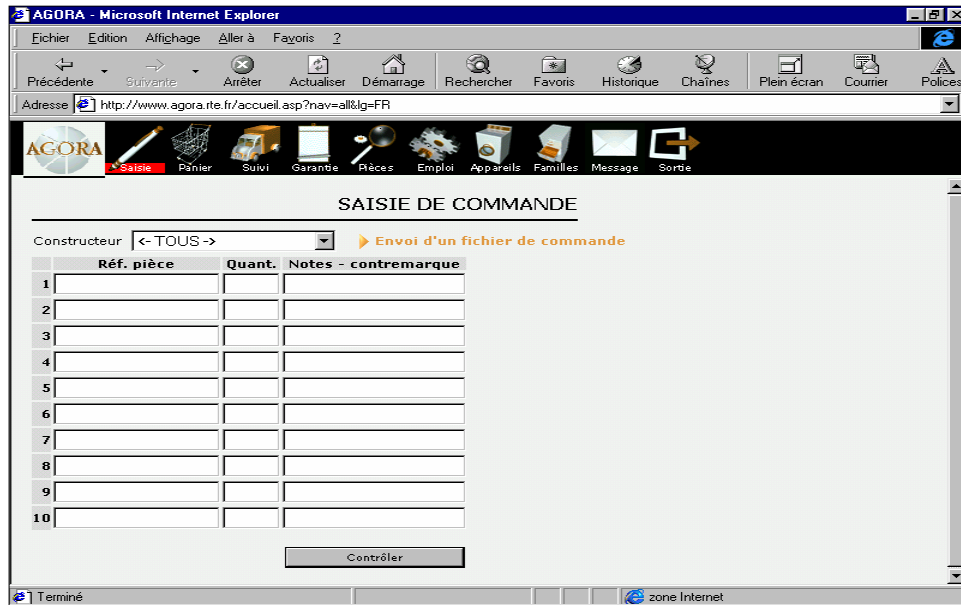 AGORA - Microsoft Internet Explorer
Fichier Edition Affichage Aller à Favoris ?
Précédente Suivante Arrêter Actualiser Démarrage Rechercher Favoris Historique Chaînes Plein écran Courrier Polices
Adresse http://www.agora.rte.fr/accueil.asp?nav=all&lg=FR
AGORA Saisie Panier Suivi Garantie Pièces Emploi Appareils Familles Message Sortie
SAISIE DE COMMANDE
Constructeur <- TOUS -> Envoi d'un fichier de commande
Réf. pièce Quant. Notes - contremarque
1
2
3
4
5
6
7
8
9
10
Contrôler
Terminé zone Internet